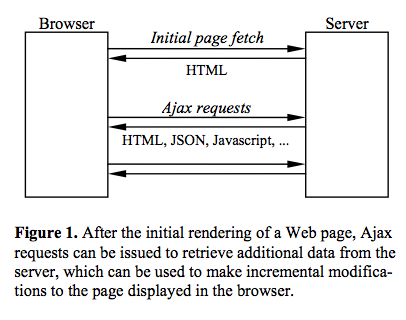 Browser Server
Initial page fetch
HTML
Ajax requests
HTML, JSON, Javascript, ...
Figure 1. After the initial rendering of a Web page, Ajax
requests can be issued to retrieve additional data from the
server, which can be used to make incremental modifica-
tions to the page displayed in the browser.